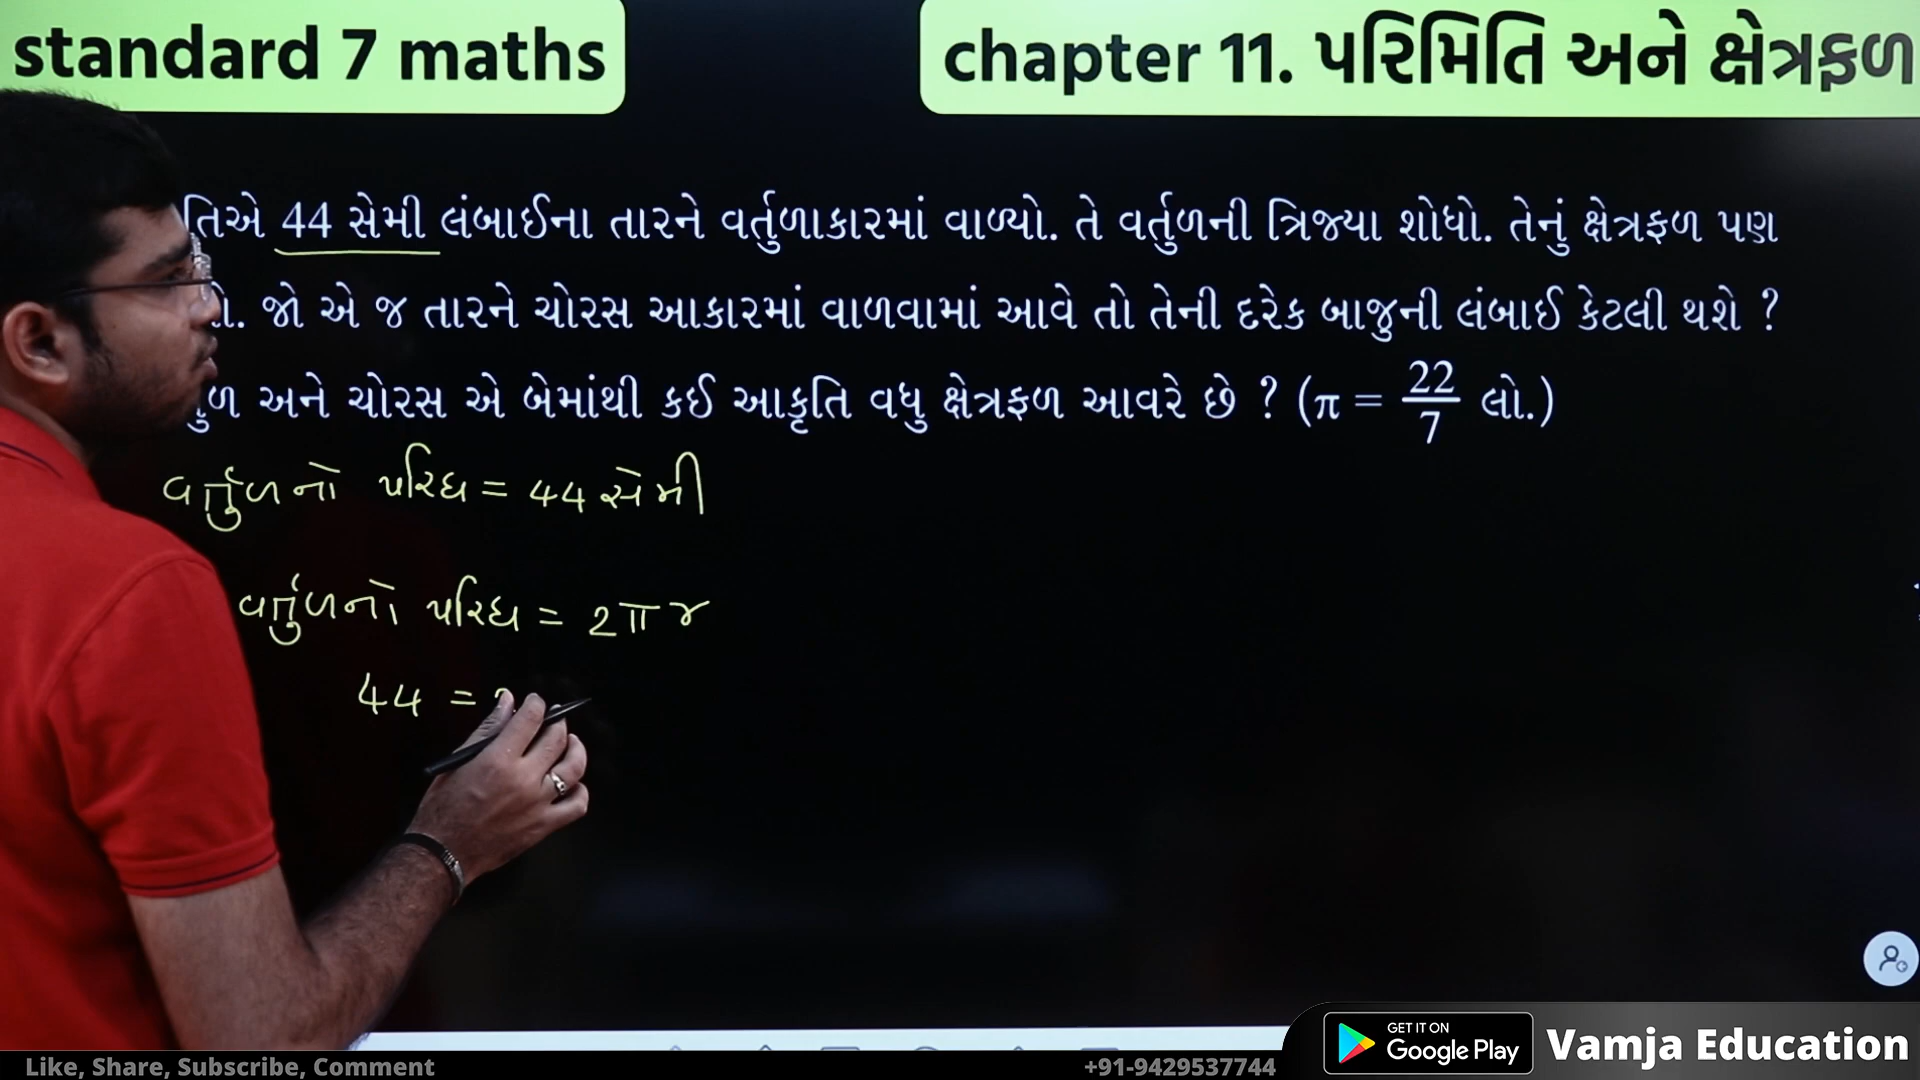 standard 7 maths
chapter 11. પરિમિતિ અને ક્ષેત્રફળ
44 સેમી લંબાઈના તારને વર્તુળાકારમાં વાળ્યો. તે વર્તુળની ત્રિજ્યા શોધો. તેનું ક્ષેત્રફળ પણ
જો એ જ તારને ચોરસ આકારમાં વાળવામાં આવે તો તેની દરેક બાજુની લંબાઈ કેટલી થશે ?
અને ચોરસ એ બેમાંથી કઈ આકૃતિ વધુ ક્ષેત્રફળ આવરે છે ? (π = 22/7 લો.)
વર્તુળનો પરિઘ = 44 સેમી
વર્તુળનો પરિઘ = 2πr
44 =
GET IT ON
Google Play
Vamja Education
Like, Share, Subscribe, Comment
+91-9429537744